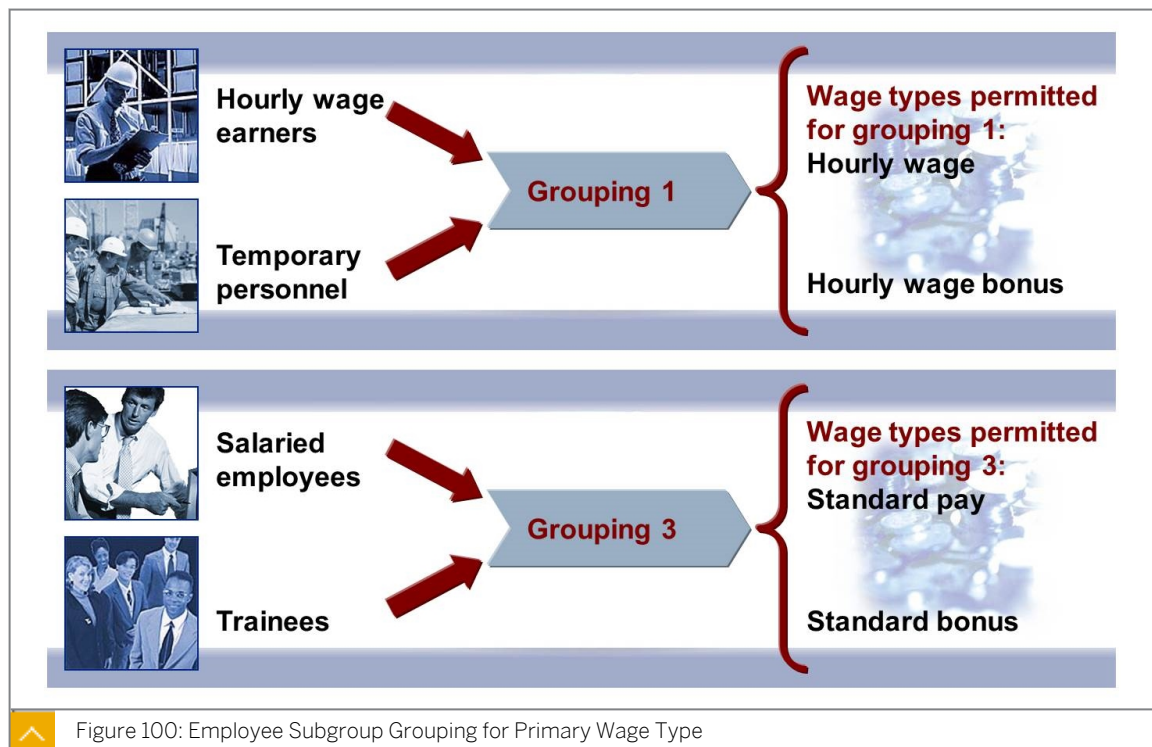 Hourly wage
earners
Temporary
personnel
Grouping 1
Wage types permitted
for grouping 1:
Hourly wage
Hourly wage bonus
Salaried
employees
Trainees
Grouping 3
Wage types permitted
for grouping 3:
Standard pay
Standard bonus
Figure 100: Employee Subgroup Grouping for Primary Wage Type